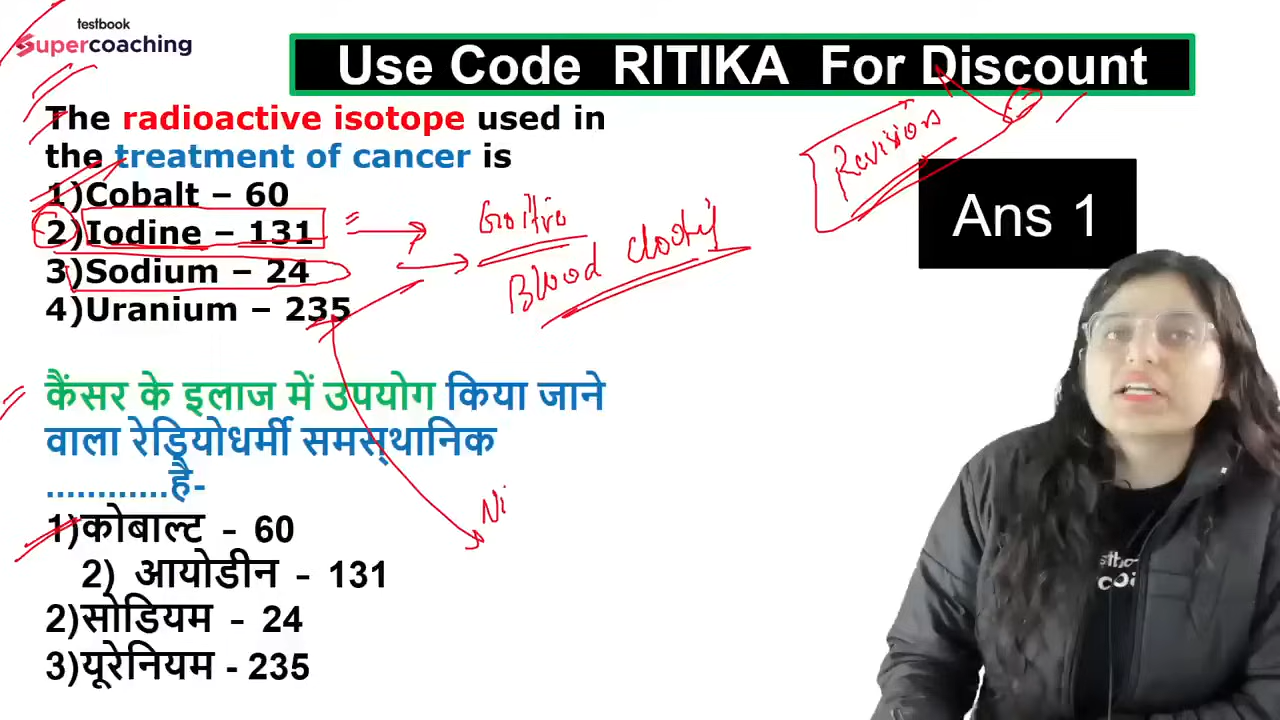 testbook
Supercoaching
Use Code RITIKA For Discount
The radioactive isotope used in
the treatment of cancer is
1)Cobalt – 60
2)Iodine – 131
3)Sodium – 24
4)Uranium – 235
Revision
Ans 1
Blood
कैंसर के इलाज में उपयोग किया जाने
वाला रेडियोधर्मी समस्थानिक
............है-
1)कोबाल्ट - 60
2) आयोडीन - 131
2)सोडियम - 24
3)यूरेनियम - 235
Ni